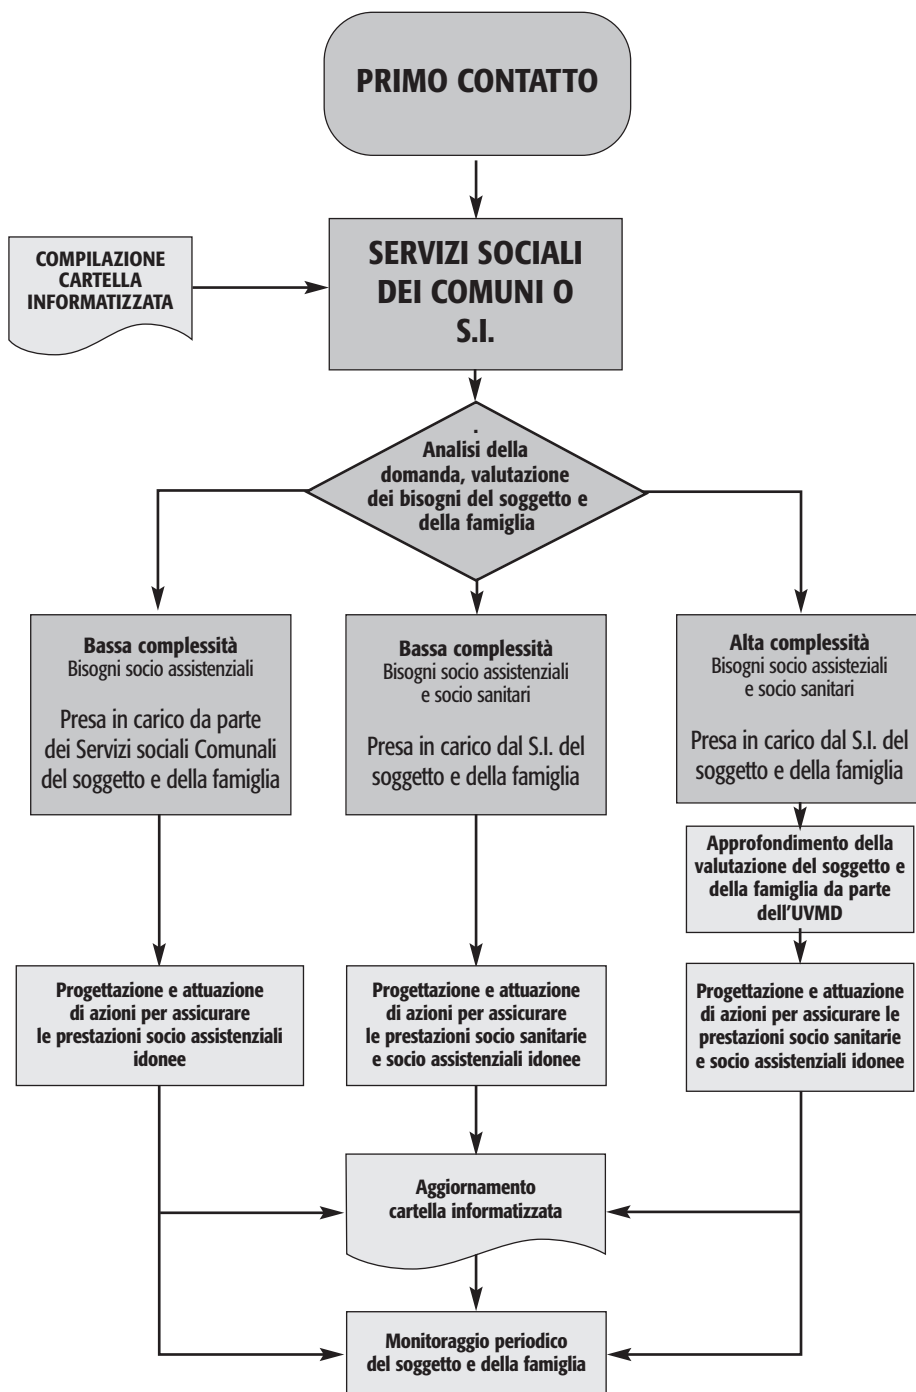 PRIMO CONTATTO
COMPILAZIONE
CARTELLA
INFORMATIZZATA
SERVIZI SOCIALI
DEI COMUNI O
S.I.
.
Analisi della
domanda, valutazione
dei bisogni del soggetto e
della famiglia
Bassa complessità
Bisogni socio assistenziali
Presa in carico da parte
dei Servizi sociali Comunali
del soggetto e della famiglia
Bassa complessità
Bisogni socio assistenziali
e socio sanitari
Presa in carico dal S.I. del
soggetto e della famiglia
Alta complessità
Bisogni socio assisteziali
e socio sanitari
Presa in carico dal S.I. del
soggetto e della famiglia
Approfondimento della
valutazione del soggetto e
della famiglia da parte
dell'UVMD
Progettazione e attuazione
di azioni per assicurare
le prestazioni socio assistenziali
idonee
Progettazione e attuazione
di azioni per assicurare
le prestazioni socio sanitarie
e socio assistenziali idonee
Progettazione e attuazione
di azioni per assicurare le
prestazioni socio sanitarie
e socio assistenziali idonee
Aggiornamento
cartella informatizzata
Monitoraggio periodico
del soggetto e della famiglia